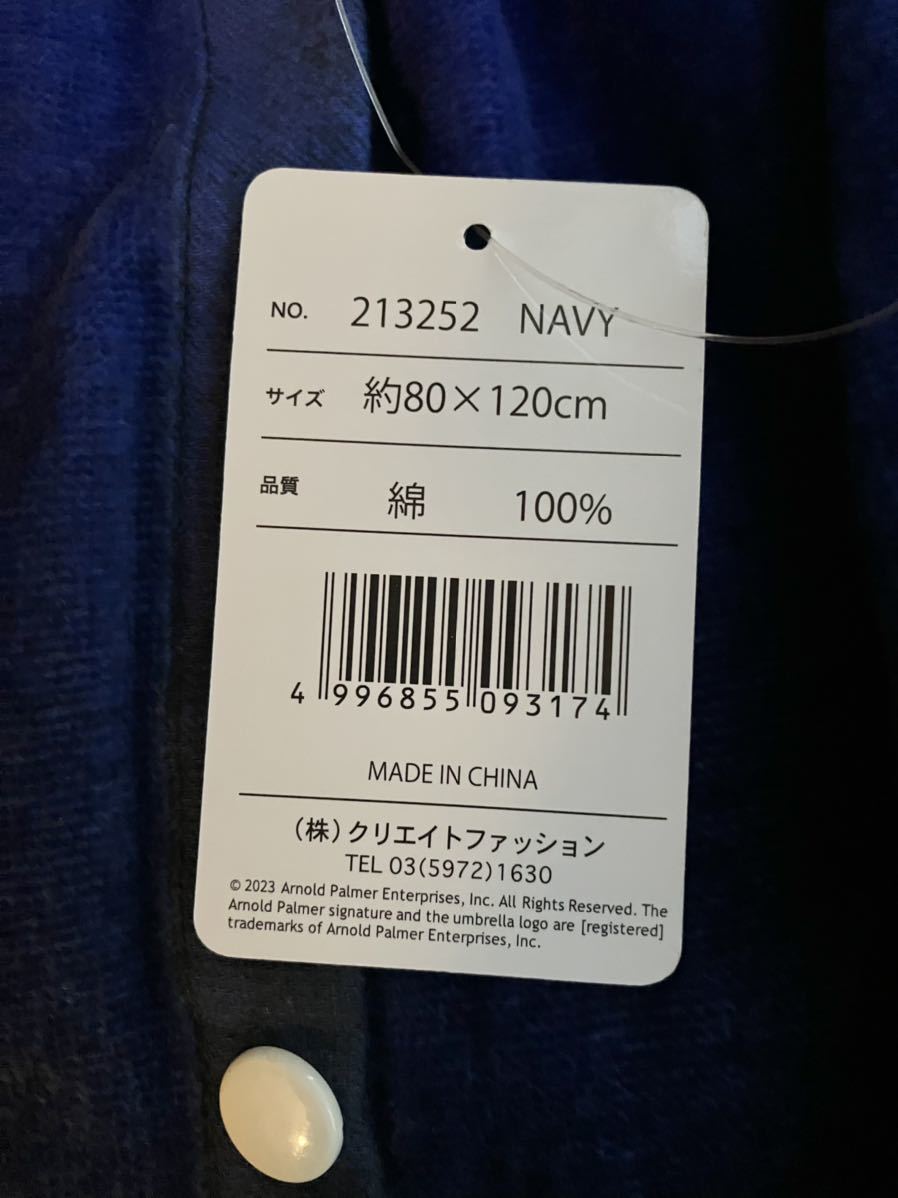 NO. 213252 NAVY
サイズ 約80×120cm
品質 綿 100%
4 996855 093174
MADE IN CHINA
(株)クリエイトファッション
TEL 03(5972)1630
© 2023 Arnold Palmer Enterprises, Inc. All Rights Reserved. The
Arnold Palmer signature and the umbrella logo are [registered]
trademarks of Arnold Palmer Enterprises, Inc.